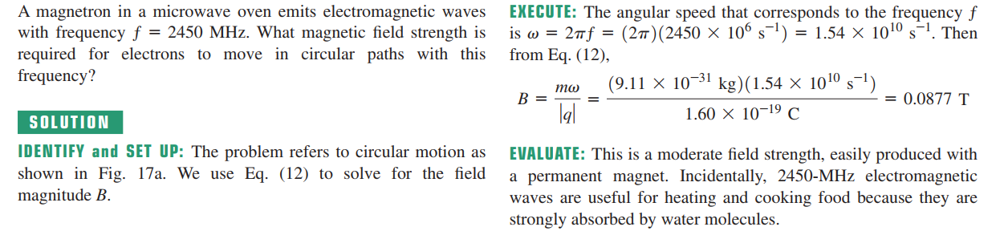 A magnetron in a microwave oven emits electromagnetic waves
with frequency f = 2450 MHz. What magnetic field strength is
required for electrons to move in circular paths with this
frequency?
SOLUTION
IDENTIFY and SET UP: The problem refers to circular motion as
shown in Fig. 17a. We use Eq. (12) to solve for the field
magnitude B.
EXECUTE: The angular speed that corresponds to the frequency f
is ω = 2πf = (2π)(2450 × 10⁶ s⁻¹) = 1.54 × 10¹⁰ s⁻¹. Then
from Eq. (12),
B = mω/|q| = (9.11 × 10⁻³¹ kg)(1.54 × 10¹⁰ s⁻¹)/1.60 × 10⁻¹⁹ C = 0.0877 T
EVALUATE: This is a moderate field strength, easily produced with
a permanent magnet. Incidentally, 2450-MHz electromagnetic
waves are useful for heating and cooking food because they are
strongly absorbed by water molecules.